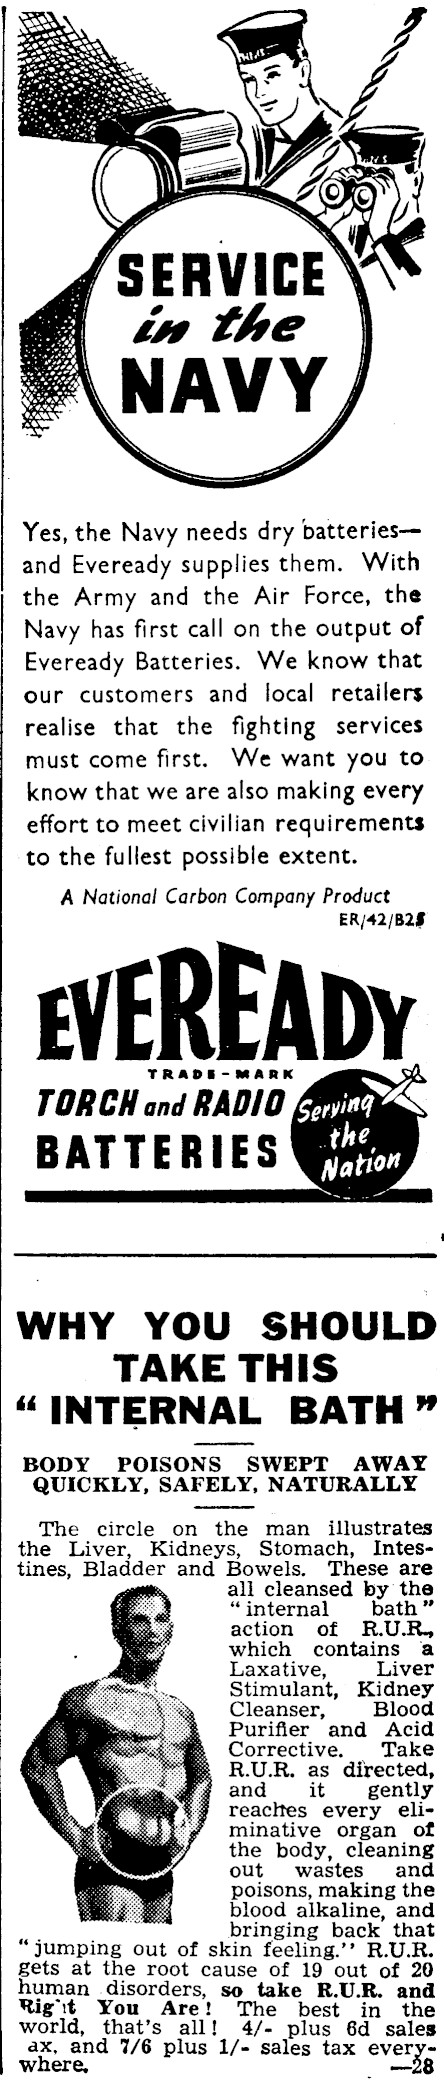 SERVICE
in the
NAVY
Yes, the Navy needs dry batteries—
and Eveready supplies them. With
the Army and the Air Force, the
Navy has first call on the output of
Eveready Batteries. We know that
our customers and local retailers
realise that the fighting services
must come first. We want you to
know that we are also making every
effort to meet civilian requirements
to the fullest possible extent.
A National Carbon Company Product
ER/42/B25
EVEREADY
TRADE-MARK
TORCH and RADIO
BATTERIES
Serving
the
Nation
WHY YOU SHOULD
TAKE THIS
“ INTERNAL BATH ”
BODY POISONS SWEPT AWAY
QUICKLY, SAFELY, NATURALLY
The circle on the man illustrates
the Liver, Kidneys, Stomach, Intes-
tines, Bladder and Bowels. These are
all cleansed by the
“internal bath”
action of R.U.R.,
which contains a
Laxative, Liver
Stimulant, Kidney
Cleanser, Blood
Purifier and Acid
Corrective. Take
R.U.R. as directed,
and it gently
reaches every eli-
minative organ of
the body, cleaning
out wastes and
poisons, making the
blood alkaline, and
bringing back that
“jumping out of skin feeling.” R.U.R.
gets at the root cause of 19 out of 20
human disorders, so take R.U.R. and
Right You Are! The best in the
world, that's all! 4/- plus 6d sales
ax, and 7/6 plus 1/- sales tax every-
where. —28